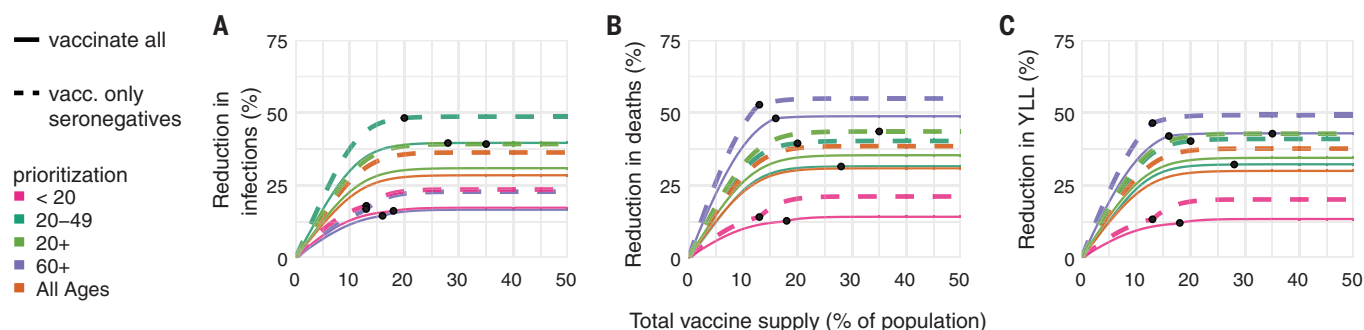 vaccinate all
vacc. only
seronegatives
prioritization
< 20
20–49
20+
60+
All Ages
A
Reduction in
infections (%)
75
50
25
0
0 10 20 30 40 50
B
Reduction in deaths (%)
75
50
25
0
0 10 20 30 40 50
C
Reduction in YLL (%)
75
50
25
0
0 10 20 30 40 50
Total vaccine supply (% of population)